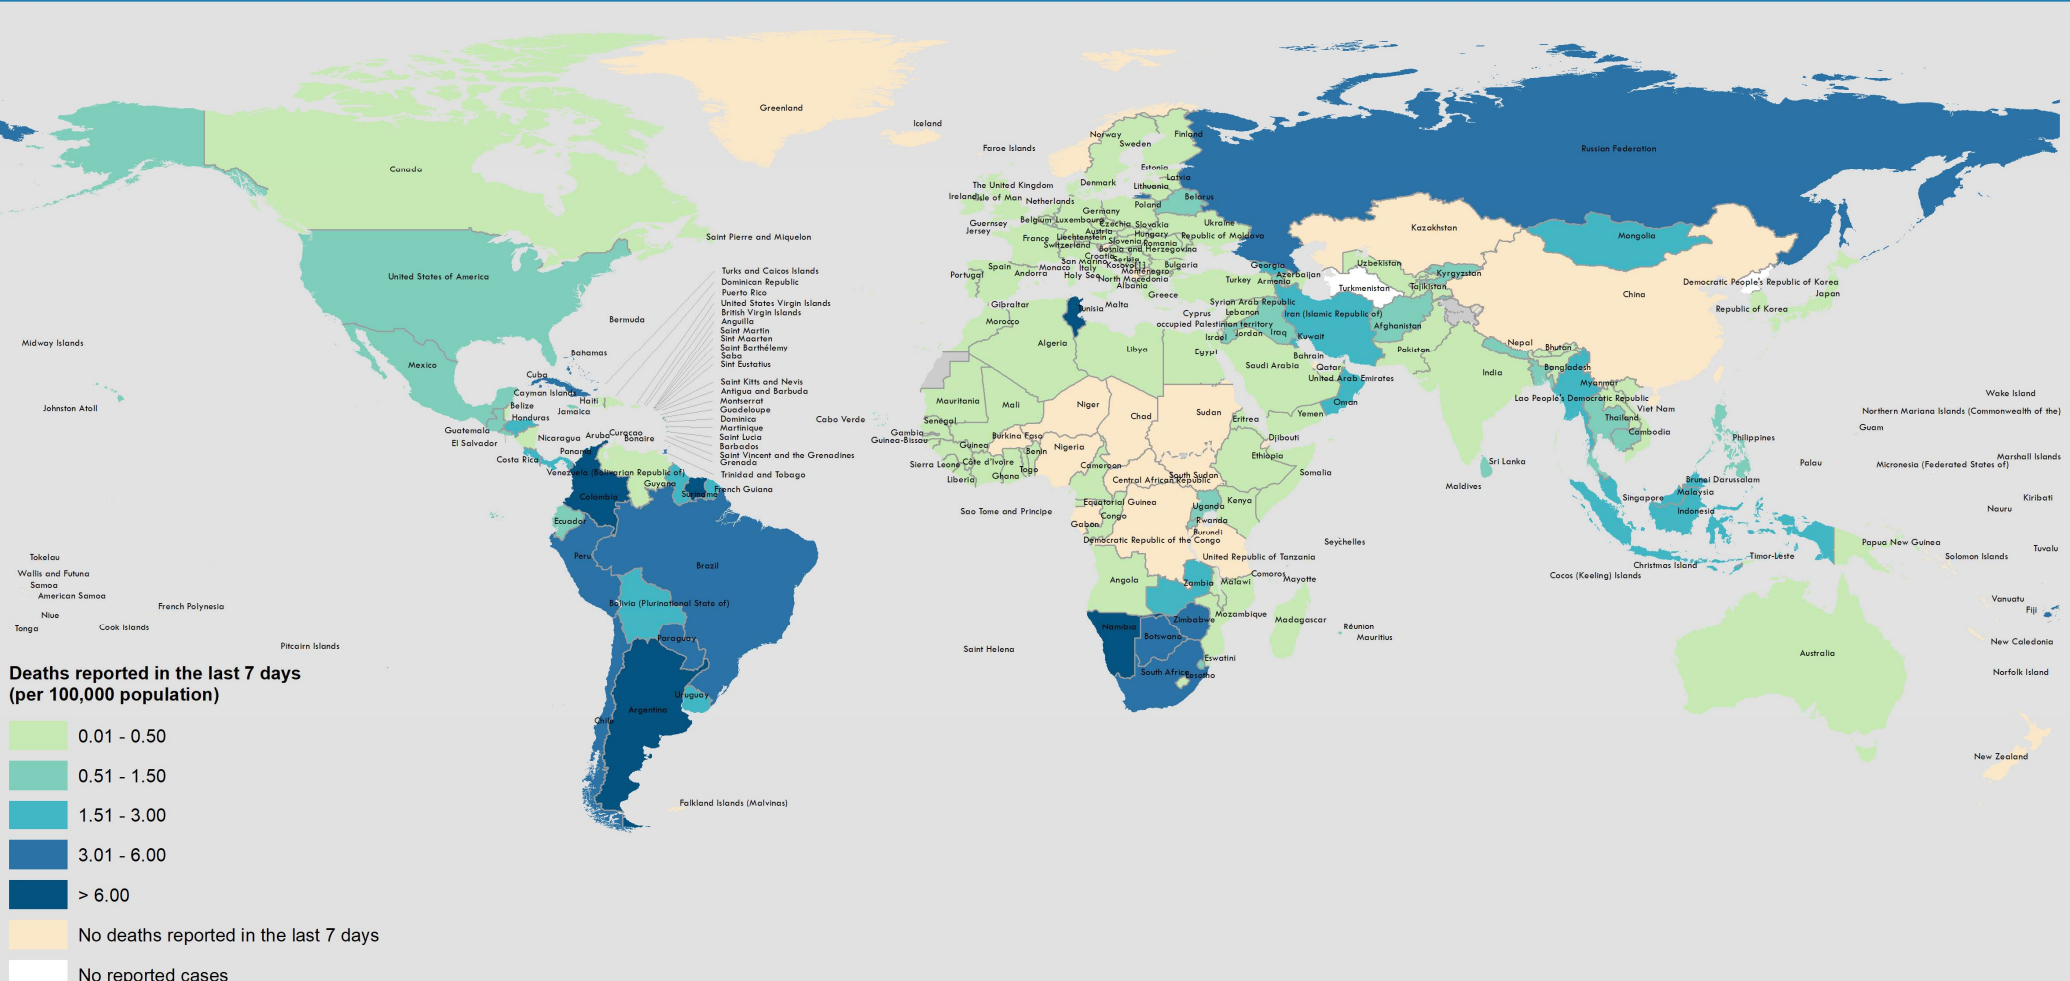 Greenland
Iceland
Faroe Islands
Norway
Sweden
Finland
Russian Federation
Canada
Estonia
Latvia
Lithuania
Denmark
The United Kingdom
Ireland
Isle of Man
Netherlands
Poland
Belarus
Germany
Belgium
Luxembourg
Czechia
Slovakia
Guernsey
Jersey
Ukraine
Austria
France
Liechtenstein
Hungary
Republic of Moldova
Switzerland
Slovenia
Romania
Bosnia and Herzegovina
Croatia
San Marino
Serbia
Spain
Andorra
Monaco
Italy
Kosovo[1]
Bulgaria
Portugal
Holy See
Montenegro
North Macedonia
Albania
Greece
Georgia
Azerbaijan
Turkey
Armenia
Kazakhstan
Mongolia
Uzbekistan
Kyrgyzstan
Turkmenistan
Tajikistan
China
Democratic People's Republic of Korea
Japan
Republic of Korea
Saint Pierre and Miquelon
United States of America
Turks and Caicos Islands
Dominican Republic
Puerto Rico
United States Virgin Islands
British Virgin Islands
Anguilla
Saint Martin
Sint Maarten
Saint Barthélemy
Saba
Sint Eustatius
Saint Kitts and Nevis
Antigua and Barbuda
Montserrat
Guadeloupe
Dominica
Martinique
Saint Lucia
Barbados
Saint Vincent and the Grenadines
Grenada
Trinidad and Tobago
Bermuda
Midway Islands
Mexico
Bahamas
Cuba
Cayman Islands
Haiti
Belize
Jamaica
Honduras
Guatemala
El Salvador
Nicaragua
Aruba
Curacao
Bonaire
Costa Rica
Panama
Johnston Atoll
Venezuela (Bolivarian Republic of)
Guyana
Suriname
French Guiana
Colombia
Ecuador
Peru
Brazil
Bolivia (Plurinational State of)
Paraguay
Uruguay
Argentina
Chile
Falkland Islands (Malvinas)
Gibraltar
Morocco
Tunisia
Malta
Algeria
Libya
Egypt
Cyprus
Syrian Arab Republic
Lebanon
occupied Palestinian territory
Israel
Jordan
Iraq
Iran (Islamic Republic of)
Kuwait
Afghanistan
Bahrain
Qatar
Saudi Arabia
United Arab Emirates
Oman
Yemen
Pakistan
India
Nepal
Bhutan
Bangladesh
Myanmar
Lao People's Democratic Republic
Viet Nam
Thailand
Cambodia
Philippines
Sri Lanka
Maldives
Brunei Darussalam
Malaysia
Singapore
Indonesia
Timor-Leste
Christmas Island
Cocos (Keeling) Islands
Papua New Guinea
Solomon Islands
Palau
Wake Island
Northern Mariana Islands (Commonwealth of the)
Guam
Marshall Islands
Micronesia (Federated States of)
Kiribati
Nauru
Tuvalu
Vanuatu
Fiji
New Caledonia
Norfolk Island
Australia
New Zealand
Cabo Verde
Mauritania
Mali
Niger
Chad
Sudan
Eritrea
Djibouti
Ethiopia
Somalia
Senegal
Gambia
Guinea-Bissau
Guinea
Burkina Faso
Benin
Nigeria
Sierra Leone
Côte d'Ivoire
Togo
Ghana
Liberia
Cameroon
Central African Republic
South Sudan
Sao Tome and Principe
Equatorial Guinea
Gabon
Congo
Democratic Republic of the Congo
Uganda
Kenya
Rwanda
Burundi
United Republic of Tanzania
Seychelles
Comoros
Mayotte
Angola
Zambia
Malawi
Mozambique
Madagascar
Réunion
Mauritius
Namibia
Zimbabwe
Botswana
Eswatini
South Africa
Lesotho
Saint Helena
Tokelau
Wallis and Futuna
Samoa
American Samoa
Niue
Tonga
Cook Islands
French Polynesia
Pitcairn Islands
Deaths reported in the last 7 days
(per 100,000 population)
0.01 - 0.50
0.51 - 1.50
1.51 - 3.00
3.01 - 6.00
> 6.00
No deaths reported in the last 7 days
No reported cases